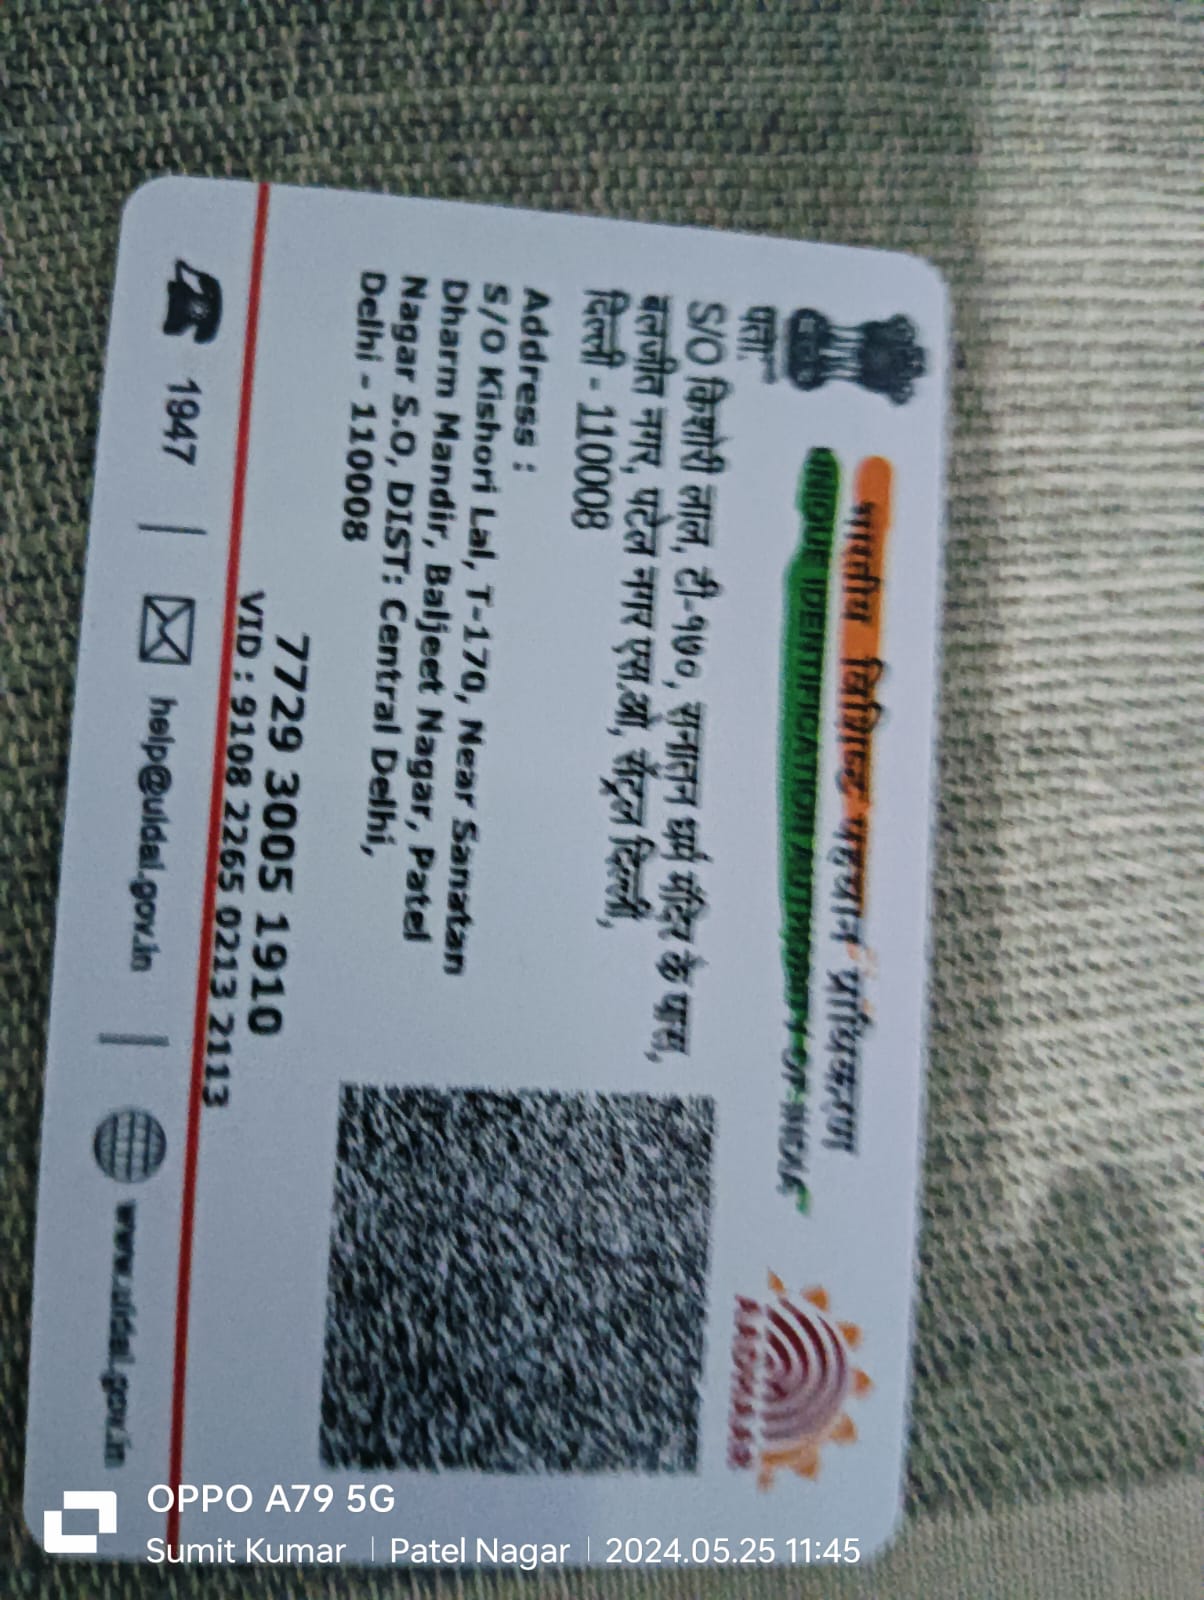 भारतीय विशिष्ट पहचान प्राधिकरण
UNIQUE IDENTIFICATION AUTHORITY OF INDIA
AADHAAR
पता:
S/O किशोरी लाल, टी-१७०, सनातन धर्म मंदिर के पास,
बलजीत नगर, पटेल नगर एस.ओ, सेंट्रल दिल्ली,
दिल्ली - 110008
Address :
S/O Kishori Lal, T-170, Near Sanatan
Dharm Mandir, Baljeet Nagar, Patel
Nagar S.O, DIST: Central Delhi,
Delhi - 110008
7729 3005 1910
VID : 9108 2265 0213 2113
1947 | help@uidai.gov.in | www.uidai.gov.in
OPPO A79 5G
Sumit Kumar | Patel Nagar | 2024.05.25 11:45